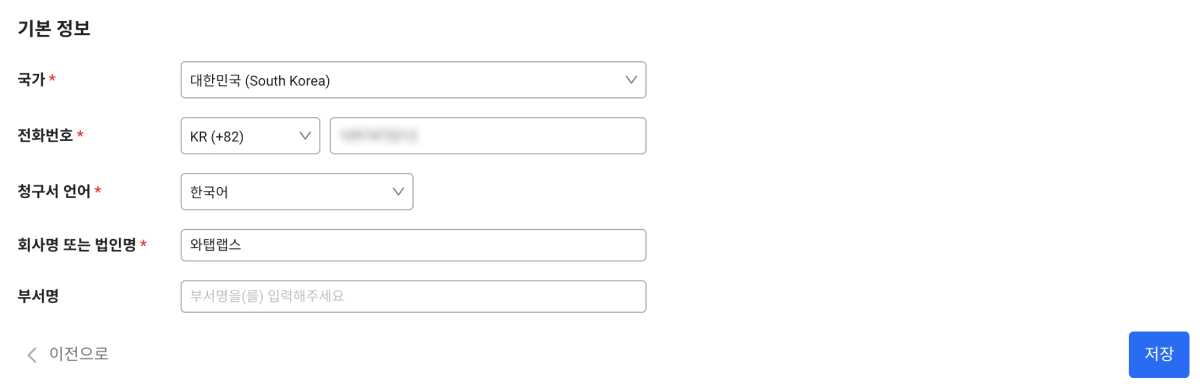 기본 정보
국가 *
대한민국 (South Korea)
전화번호 *
KR (+82)
청구서 언어 *
한국어
회사명 또는 법인명 *
와탭랩스
부서명
부서명을(를) 입력해주세요
이전으로
저장